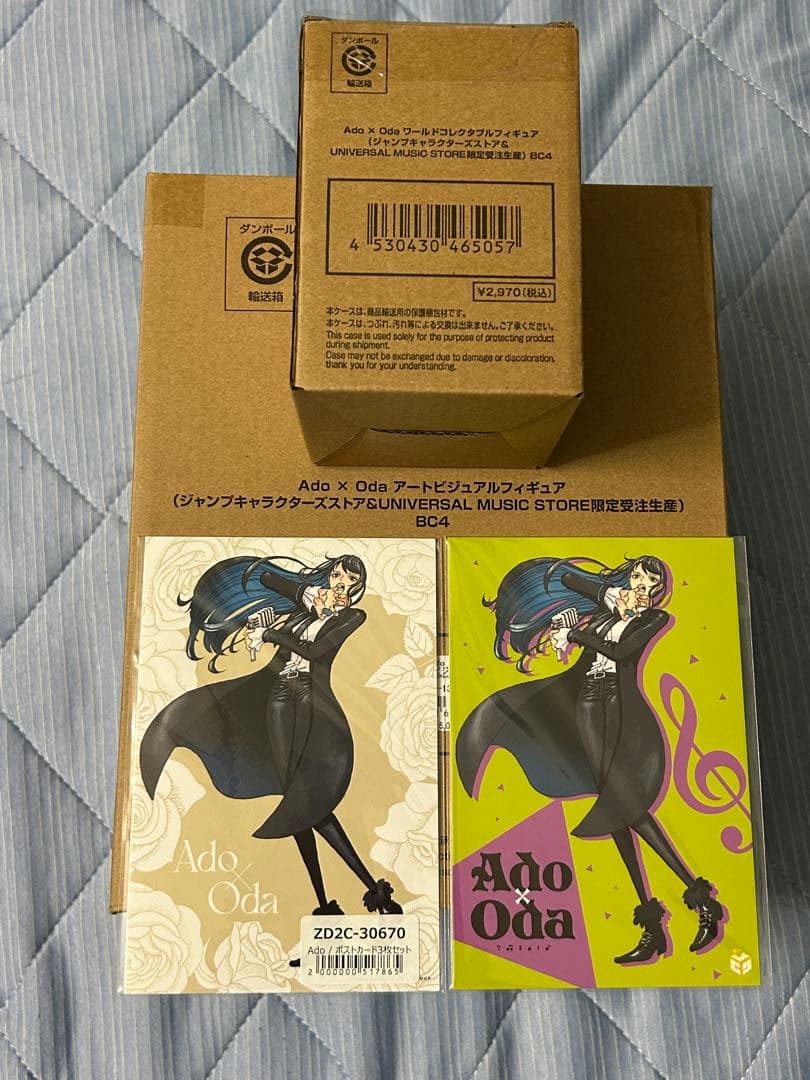 ダンボール
輸送箱
Ado × Oda ワールドコレクタブルフィギュア
(ジャンプキャラクターズストア&
UNIVERSAL MUSIC STORE限定受注生産) BC4
4 530430 465057
¥2,970(税込)
本ケースは、商品輸送用の保護梱包材です。
本ケースは、つぶれ、汚れ等による交換は出来ません。ご了承ください。
This case is used solely for the purpose of protecting product
during shipment.
Case may not be exchanged due to damage or discoloration.
thank you for your understanding.
ダンボール
輸送箱
Ado × Oda アートビジュアルフィギュア
(ジャンプキャラクターズストア&UNIVERSAL MUSIC STORE限定受注生産)
BC4
Ado
×
Oda
ZD2C-30670
Ado / ポストカード3枚セット
2 000000 517865
Ado
×
Oda